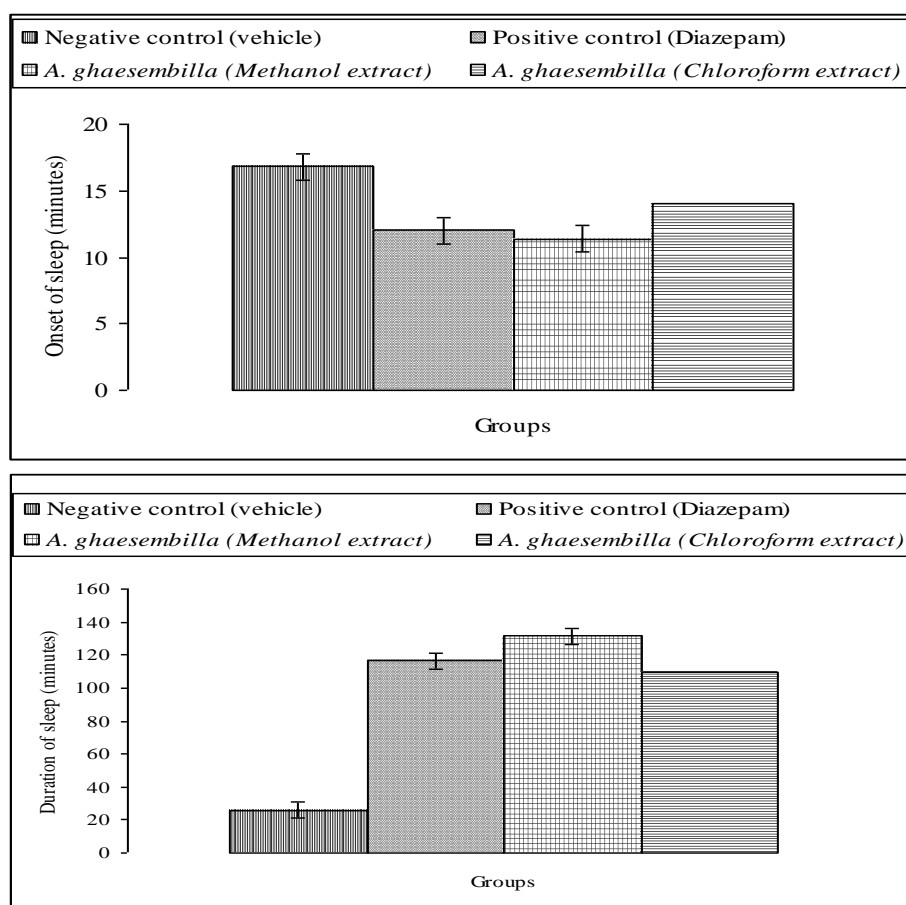 Negative control (vehicle) Positive control (Diazepam)
A. ghaesembilla (Methanol extract) A. ghaesembilla (Chloroform extract)
20
15
10
5
0
Onset of sleep (minutes)
Groups
Negative control (vehicle) Positive control (Diazepam)
A. ghaesembilla (Methanol extract) A. ghaesembilla (Chloroform extract)
160
140
120
100
80
60
40
20
0
Duration of sleep (minutes)
Groups